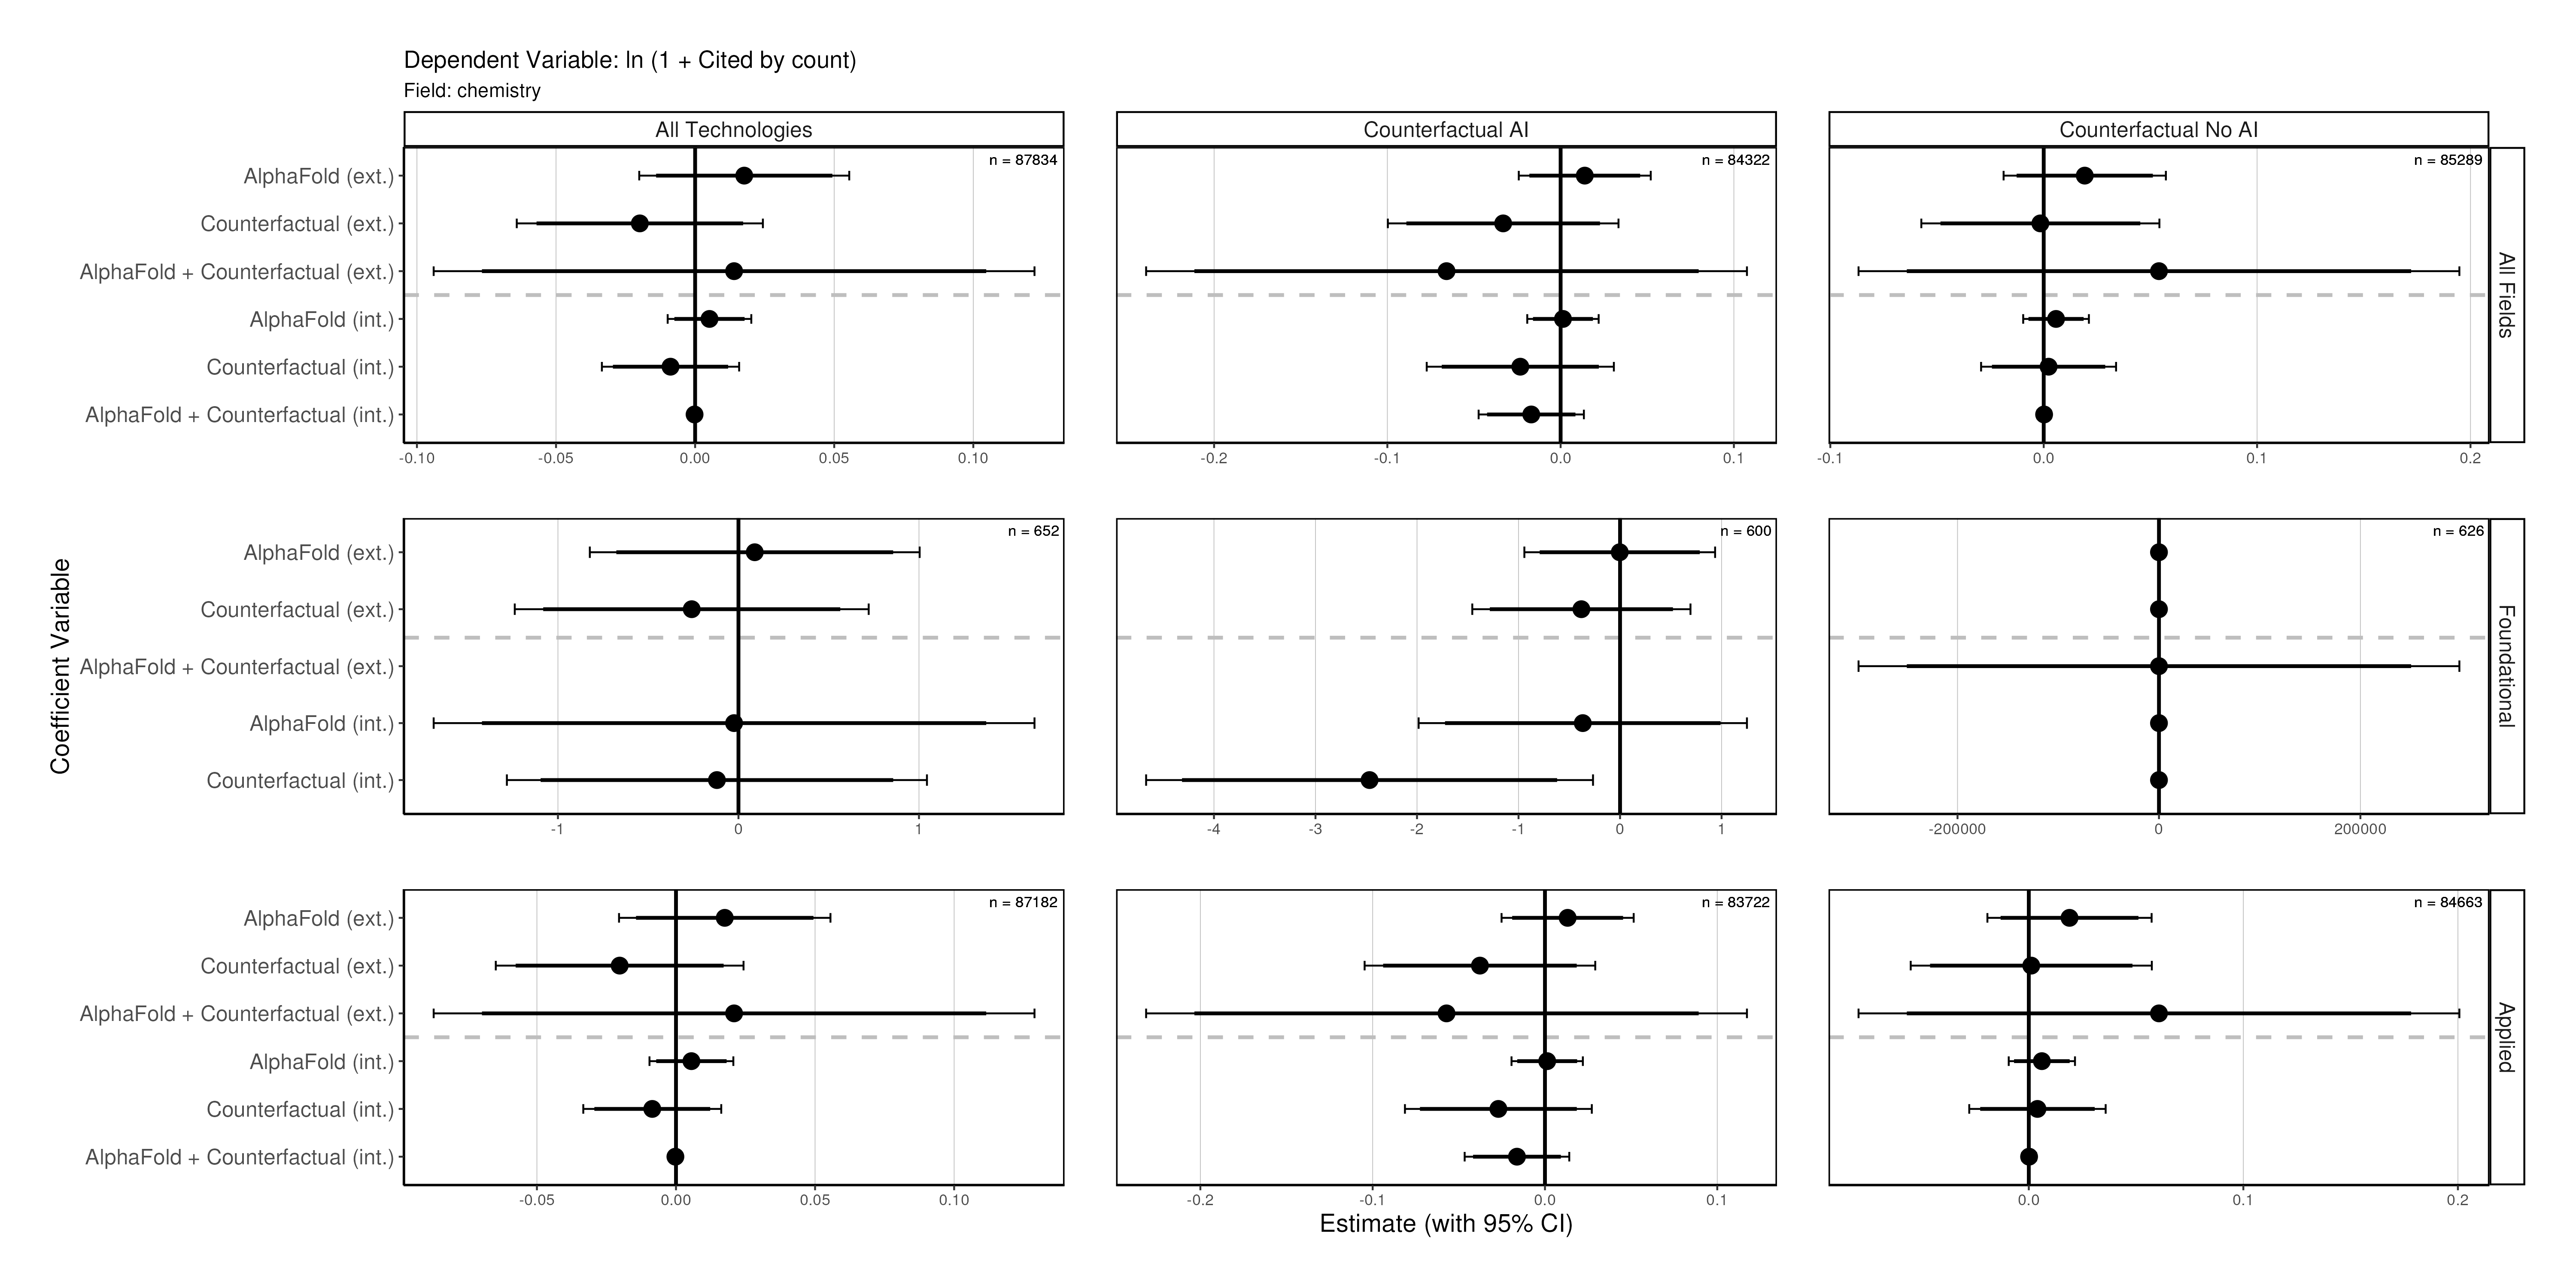 Dependent Variable: ln (1 + Cited by count)
Field: chemistry
All Technologies
Counterfactual AI
Counterfactual No AI
n = 87834
n = 84322
n = 85289
AlphaFold (ext.)
Counterfactual (ext.)
AlphaFold + Counterfactual (ext.)
AlphaFold (int.)
Counterfactual (int.)
AlphaFold + Counterfactual (int.)
All Fields
-0.10 -0.05 0.00 0.05 0.10
-0.2 -0.1 0.0 0.1
-0.1 0.0 0.1 0.2
Coefficient Variable
n = 652
n = 600
n = 626
AlphaFold (ext.)
Counterfactual (ext.)
AlphaFold + Counterfactual (ext.)
AlphaFold (int.)
Counterfactual (int.)
Foundational
-1 0 1
-4 -3 -2 -1 0 1
-200000 0 200000
n = 87182
n = 83722
n = 84663
AlphaFold (ext.)
Counterfactual (ext.)
AlphaFold + Counterfactual (ext.)
AlphaFold (int.)
Counterfactual (int.)
AlphaFold + Counterfactual (int.)
Applied
-0.05 0.00 0.05 0.10
-0.2 -0.1 0.0 0.1
0.0 0.1 0.2
Estimate (with 95% CI)